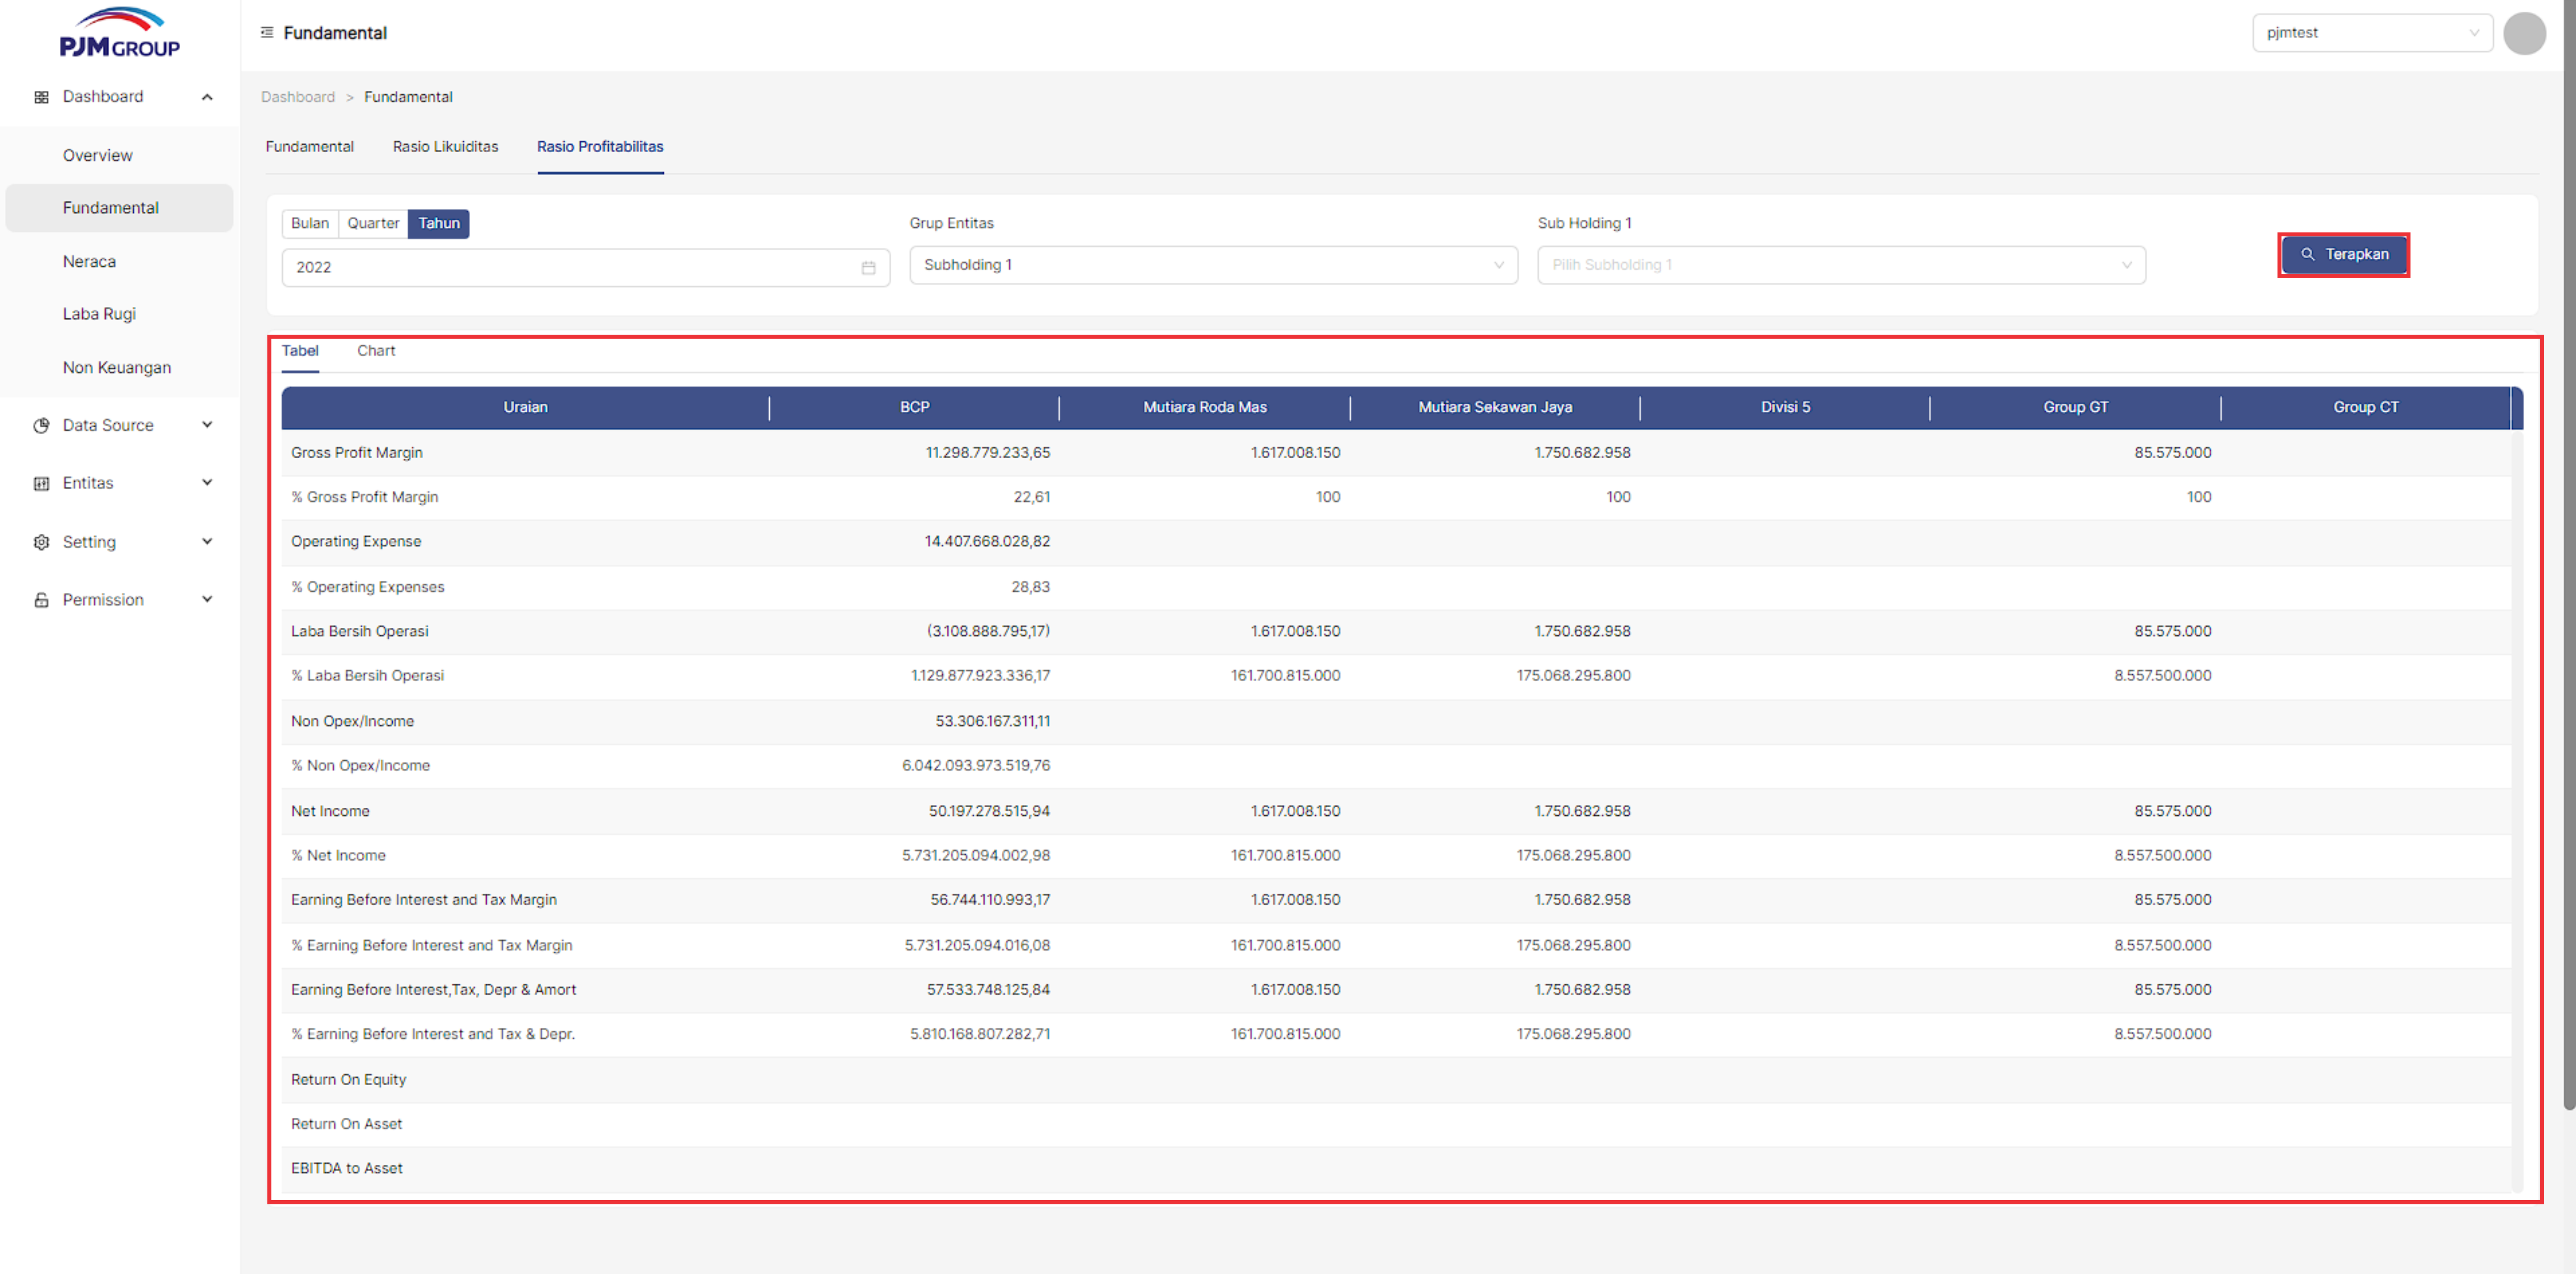 PJM GROUP
Fundamental
pjmtest
Dashboard
Overview
Fundamental
Neraca
Laba Rugi
Non Keuangan
Data Source
Entitas
Setting
Permission
Dashboard > Fundamental
Fundamental Rasio Likuiditas Rasio Profitabilitas
Bulan Quarter Tahun Grup Entitas Sub Holding 1
2022 Subholding 1 Pilih Subholding 1 Terapkan
Tabel Chart
Uraian BCP Mutiara Roda Mas Mutiara Sekawan Jaya Divisi 5 Group GT Group CT
Gross Profit Margin 11.298.779.233,65 1.617.008.150 1.750.682.958 85.575.000
% Gross Profit Margin 22,61 100 100 100
Operating Expense 14.407.668.028,82
% Operating Expenses 28,83
Laba Bersih Operasi (3.108.888.795,17) 1.617.008.150 1.750.682.958 85.575.000
% Laba Bersih Operasi 1.129.877.923.336,17 161.700.815.000 175.068.295.800 8.557.500.000
Non Opex/Income 53.306.167.311,11
% Non Opex/Income 6.042.093.973.519,76
Net Income 50.197.278.515,94 1.617.008.150 1.750.682.958 85.575.000
% Net Income 5.731.205.094.002,98 161.700.815.000 175.068.295.800 8.557.500.000
Earning Before Interest and Tax Margin 56.744.110.993,17 1.617.008.150 1.750.682.958 85.575.000
% Earning Before Interest and Tax Margin 5.731.205.094.016,08 161.700.815.000 175.068.295.800 8.557.500.000
Earning Before Interest,Tax, Depr & Amort 57.533.748.125,84 1.617.008.150 1.750.682.958 85.575.000
% Earning Before Interest and Tax & Depr. 5.810.168.807.282,71 161.700.815.000 175.068.295.800 8.557.500.000
Return On Equity
Return On Asset
EBITDA to Asset